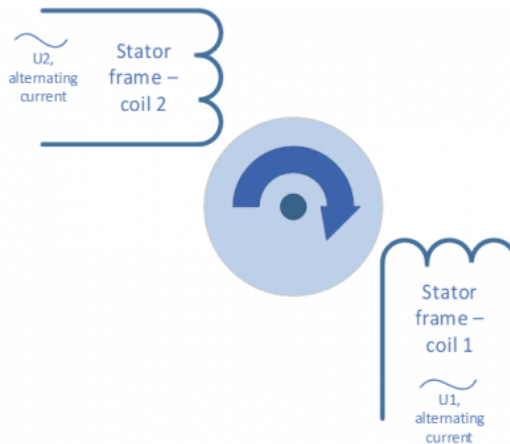 U2,
alternating
current
Stator
frame –
coil 2
Stator
frame –
coil 1
U1,
alternating
current